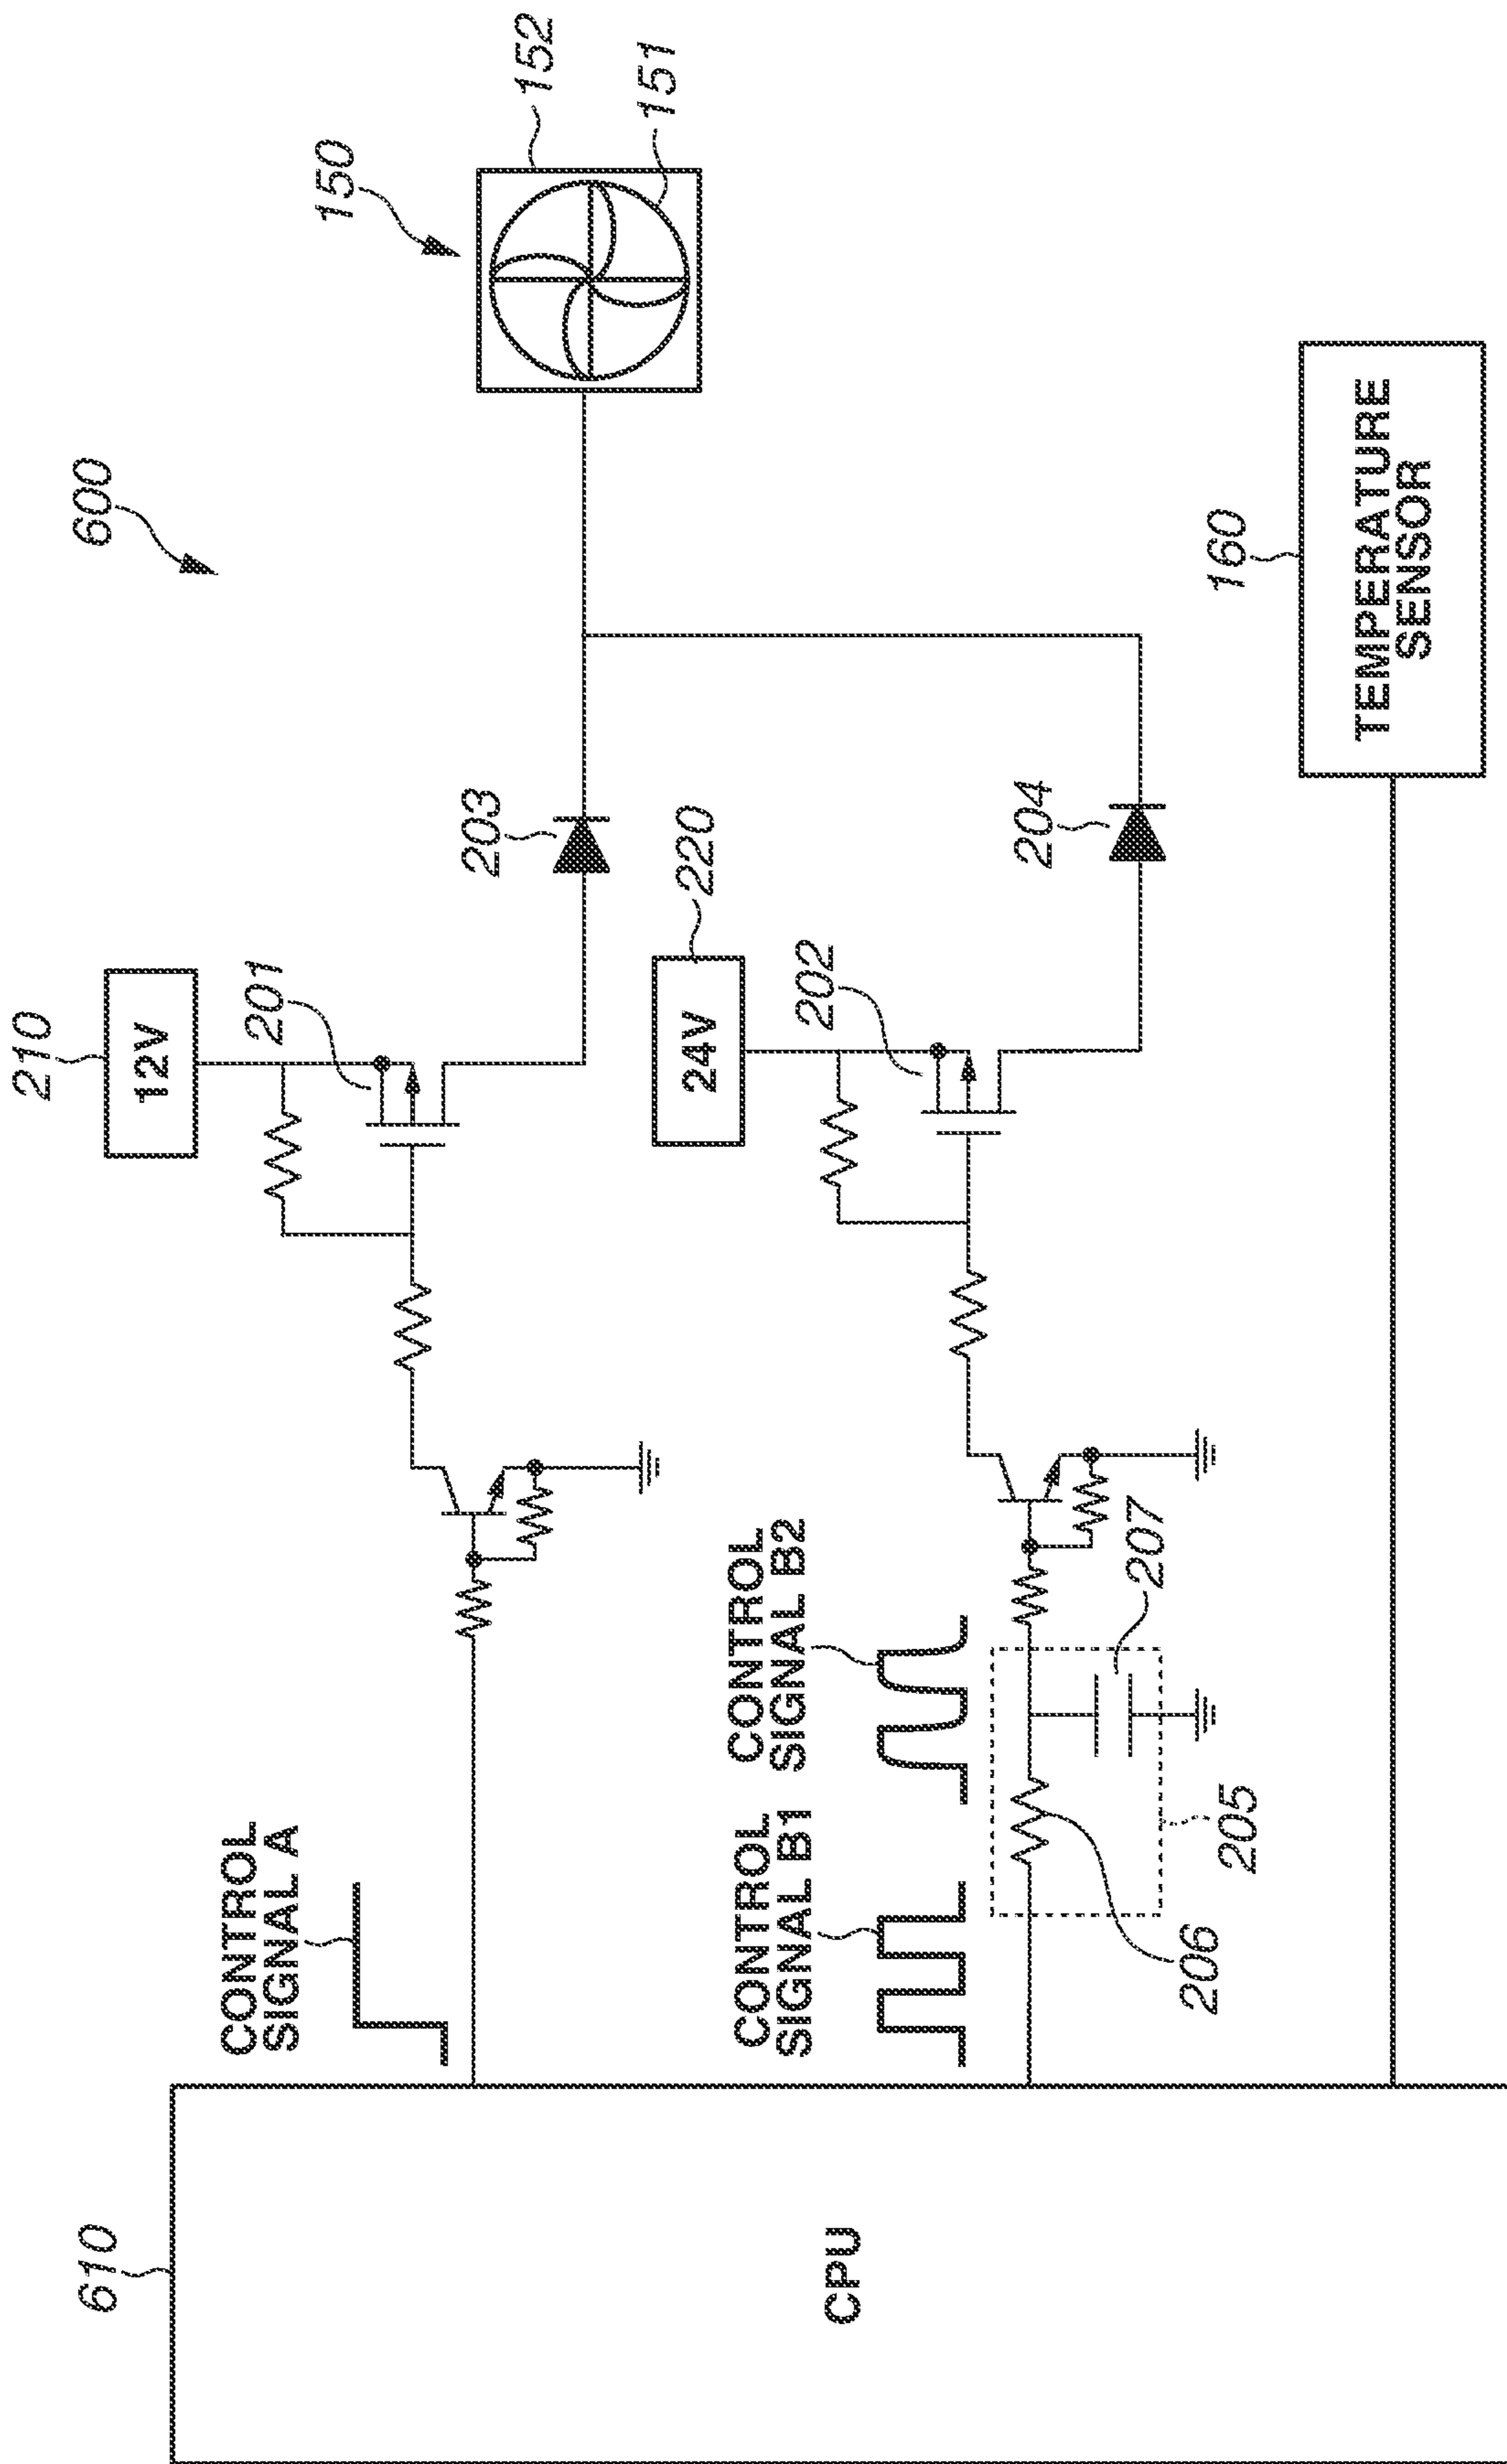 600
150
152
151
210
12V
201
203
220
24V
202
204
CONTROL
SIGNAL A
CONTROL
SIGNAL B1
CONTROL
SIGNAL B2
206
205
207
610
CPU
160
TEMPERATURE
SENSOR